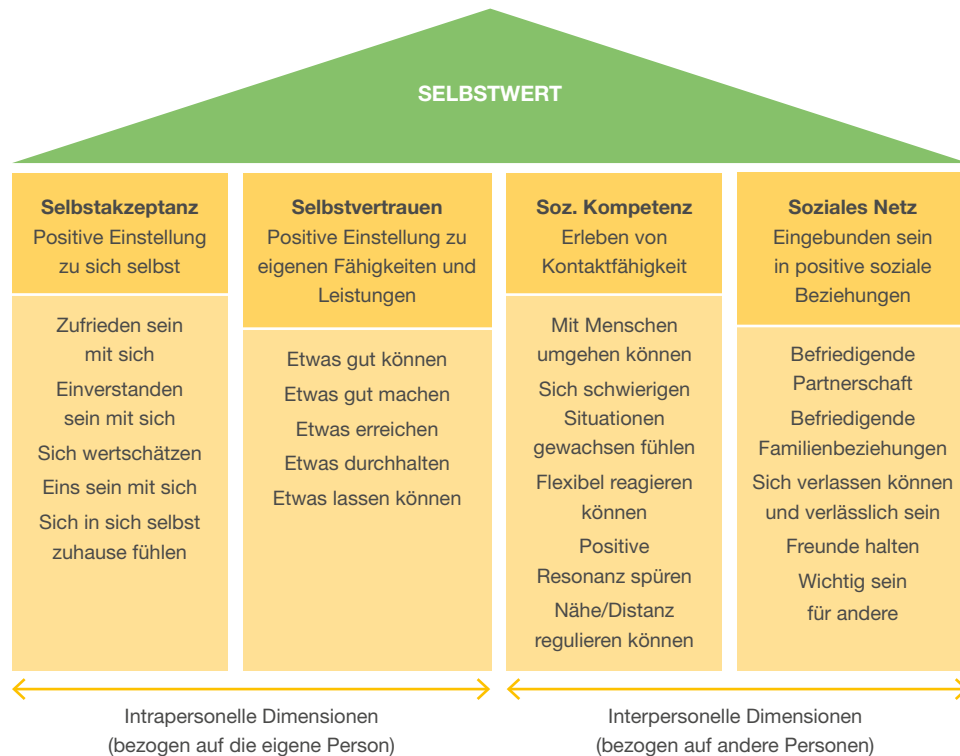 SELBSTWERT
Selbstakzeptanz
Positive Einstellung
zu sich selbst
Zufrieden sein
mit sich
Einverstanden
sein mit sich
Sich wertschätzen
Eins sein mit sich
Sich in sich selbst
zuhause fühlen
Selbstvertrauen
Positive Einstellung zu
eigenen Fähigkeiten und
Leistungen
Etwas gut können
Etwas gut machen
Etwas erreichen
Etwas durchhalten
Etwas lassen können
Soz. Kompetenz
Erleben von
Kontaktfähigkeit
Mit Menschen
umgehen können
Sich schwierigen
Situationen
gewachsen fühlen
Flexibel reagieren
können
Positive
Resonanz spüren
Nähe/Distanz
regulieren können
Soziales Netz
Eingebunden sein
in positive soziale
Beziehungen
Befriedigende
Partnerschaft
Befriedigende
Familienbeziehungen
Sich verlassen können
und verlässlich sein
Freunde halten
Wichtig sein
für andere
Intrapersonelle Dimensionen
(bezogen auf die eigene Person)
Interpersonelle Dimensionen
(bezogen auf andere Personen)